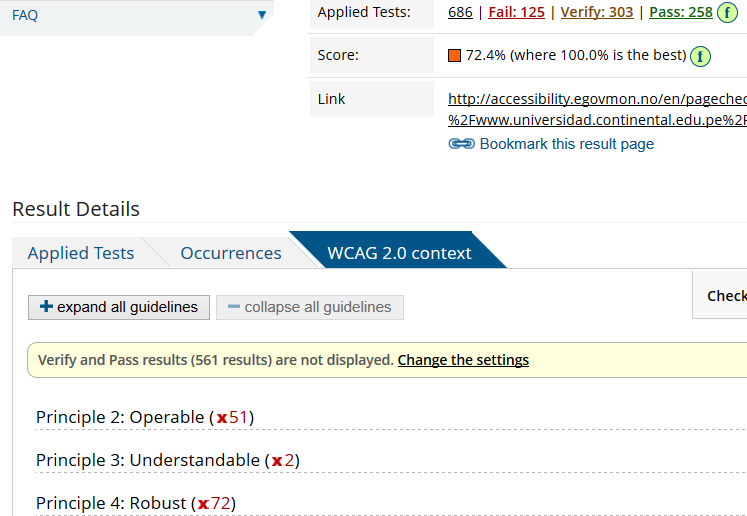 FAQ
Applied Tests: 686 | Fail: 125 | Verify: 303 | Pass: 258 f
Score: 72.4% (where 100.0% is the best) f
Link http://accessibility.egovmon.no/en/pagechec
%2Fwww.universidad.continental.edu.pe%2F
Bookmark this result page
Result Details
Applied Tests Occurrences WCAG 2.0 context
expand all guidelines collapse all guidelines
Check
Verify and Pass results (561 results) are not displayed. Change the settings
Principle 2: Operable (x51)
Principle 3: Understandable (x2)
Principle 4: Robust (x72)